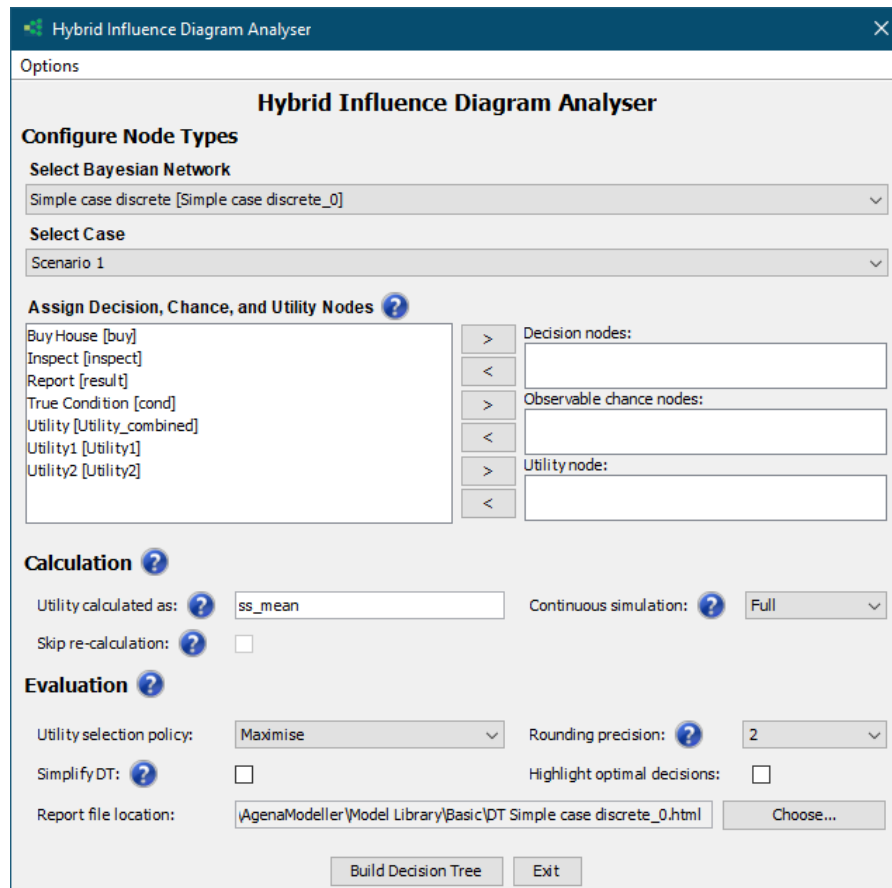 Hybrid Influence Diagram Analyser
Options
Hybrid Influence Diagram Analyser
Configure Node Types
Select Bayesian Network
Simple case discrete [Simple case discrete_0]
Select Case
Scenario 1
Assign Decision, Chance, and Utility Nodes ?
Buy House [buy]
Inspect [inspect]
Report [result]
True Condition [cond]
Utility [Utility_combined]
Utility1 [Utility1]
Utility2 [Utility2]
>
<
>
<
>
<
Decision nodes:
Observable chance nodes:
Utility node:
Calculation ?
Utility calculated as: ? ss_mean Continuous simulation: ? Full
Skip re-calculation: ?
Evaluation ?
Utility selection policy: Maximise Rounding precision: ? 2
Simplify DT: ? Highlight optimal decisions:
Report file location: \AgenaModeller\Model Library\Basic\DT Simple case discrete_0.html Choose...
Build Decision Tree Exit